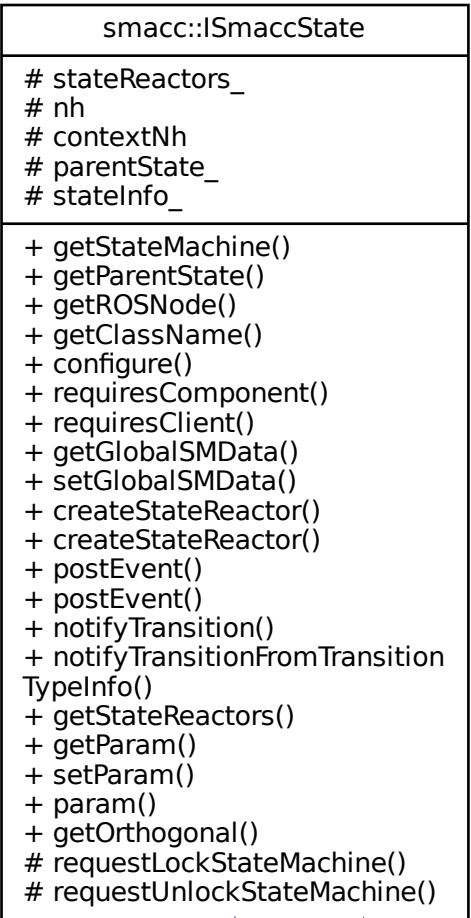 smacc::ISmaccState
# stateReactors_
# nh
# contextNh
# parentState_
# stateInfo_
+ getStateMachine()
+ getParentState()
+ getROSNode()
+ getClassName()
+ configure()
+ requiresComponent()
+ requiresClient()
+ getGlobalSMData()
+ setGlobalSMData()
+ createStateReactor()
+ createStateReactor()
+ postEvent()
+ postEvent()
+ notifyTransition()
+ notifyTransitionFromTransition
TypeInfo()
+ getStateReactors()
+ getParam()
+ setParam()
+ param()
+ getOrthogonal()
# requestLockStateMachine()
# requestUnlockStateMachine()